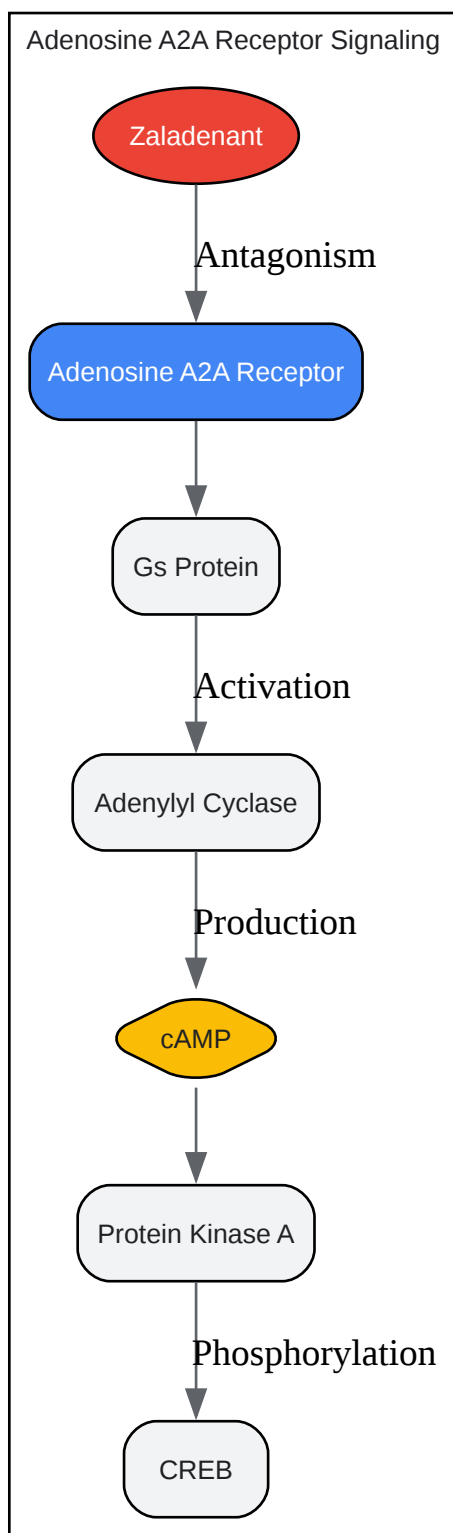 Adenosine A2A Receptor Signaling
Zaladenant
Antagonism
Adenosine A2A Receptor
Gs Protein
Activation
Adenylyl Cyclase
Production
cAMP
Protein Kinase A
Phosphorylation
CREB